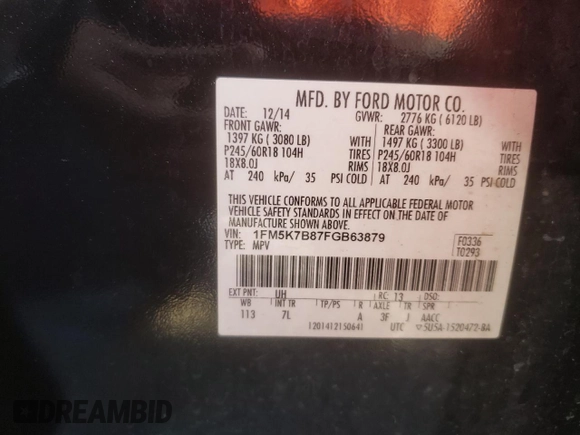 MFD. BY FORD MOTOR CO.
DATE: 12/14 GVWR: 2776 KG ( 6120 LB)
FRONT GAWR: REAR GAWR:
1397 KG ( 3080 LB) WITH 1497 KG ( 3300 LB) WITH
P245/60R18 104H TIRES P245/60R18 104H TIRES
18X8.0J RIMS 18X8.0J RIMS
AT 240 kPa/ 35 PSI COLD AT 240 kPa/ 35 PSI COLD
THIS VEHICLE CONFORMS TO ALL APPLICABLE FEDERAL MOTOR
VEHICLE SAFETY STANDARDS IN EFFECT ON THE DATE OF
MANUFACTURE SHOWN ABOVE.
VIN: 1FM5K7B87FGB63879 F0336
TYPE: MPV T0293
EXT PNT: UH RC: 13 DSO:
WB INT TR TP/PS R AXLE TR SPR
113 7L A 3F J AACC
1201412150641 UTC
DREAMBID